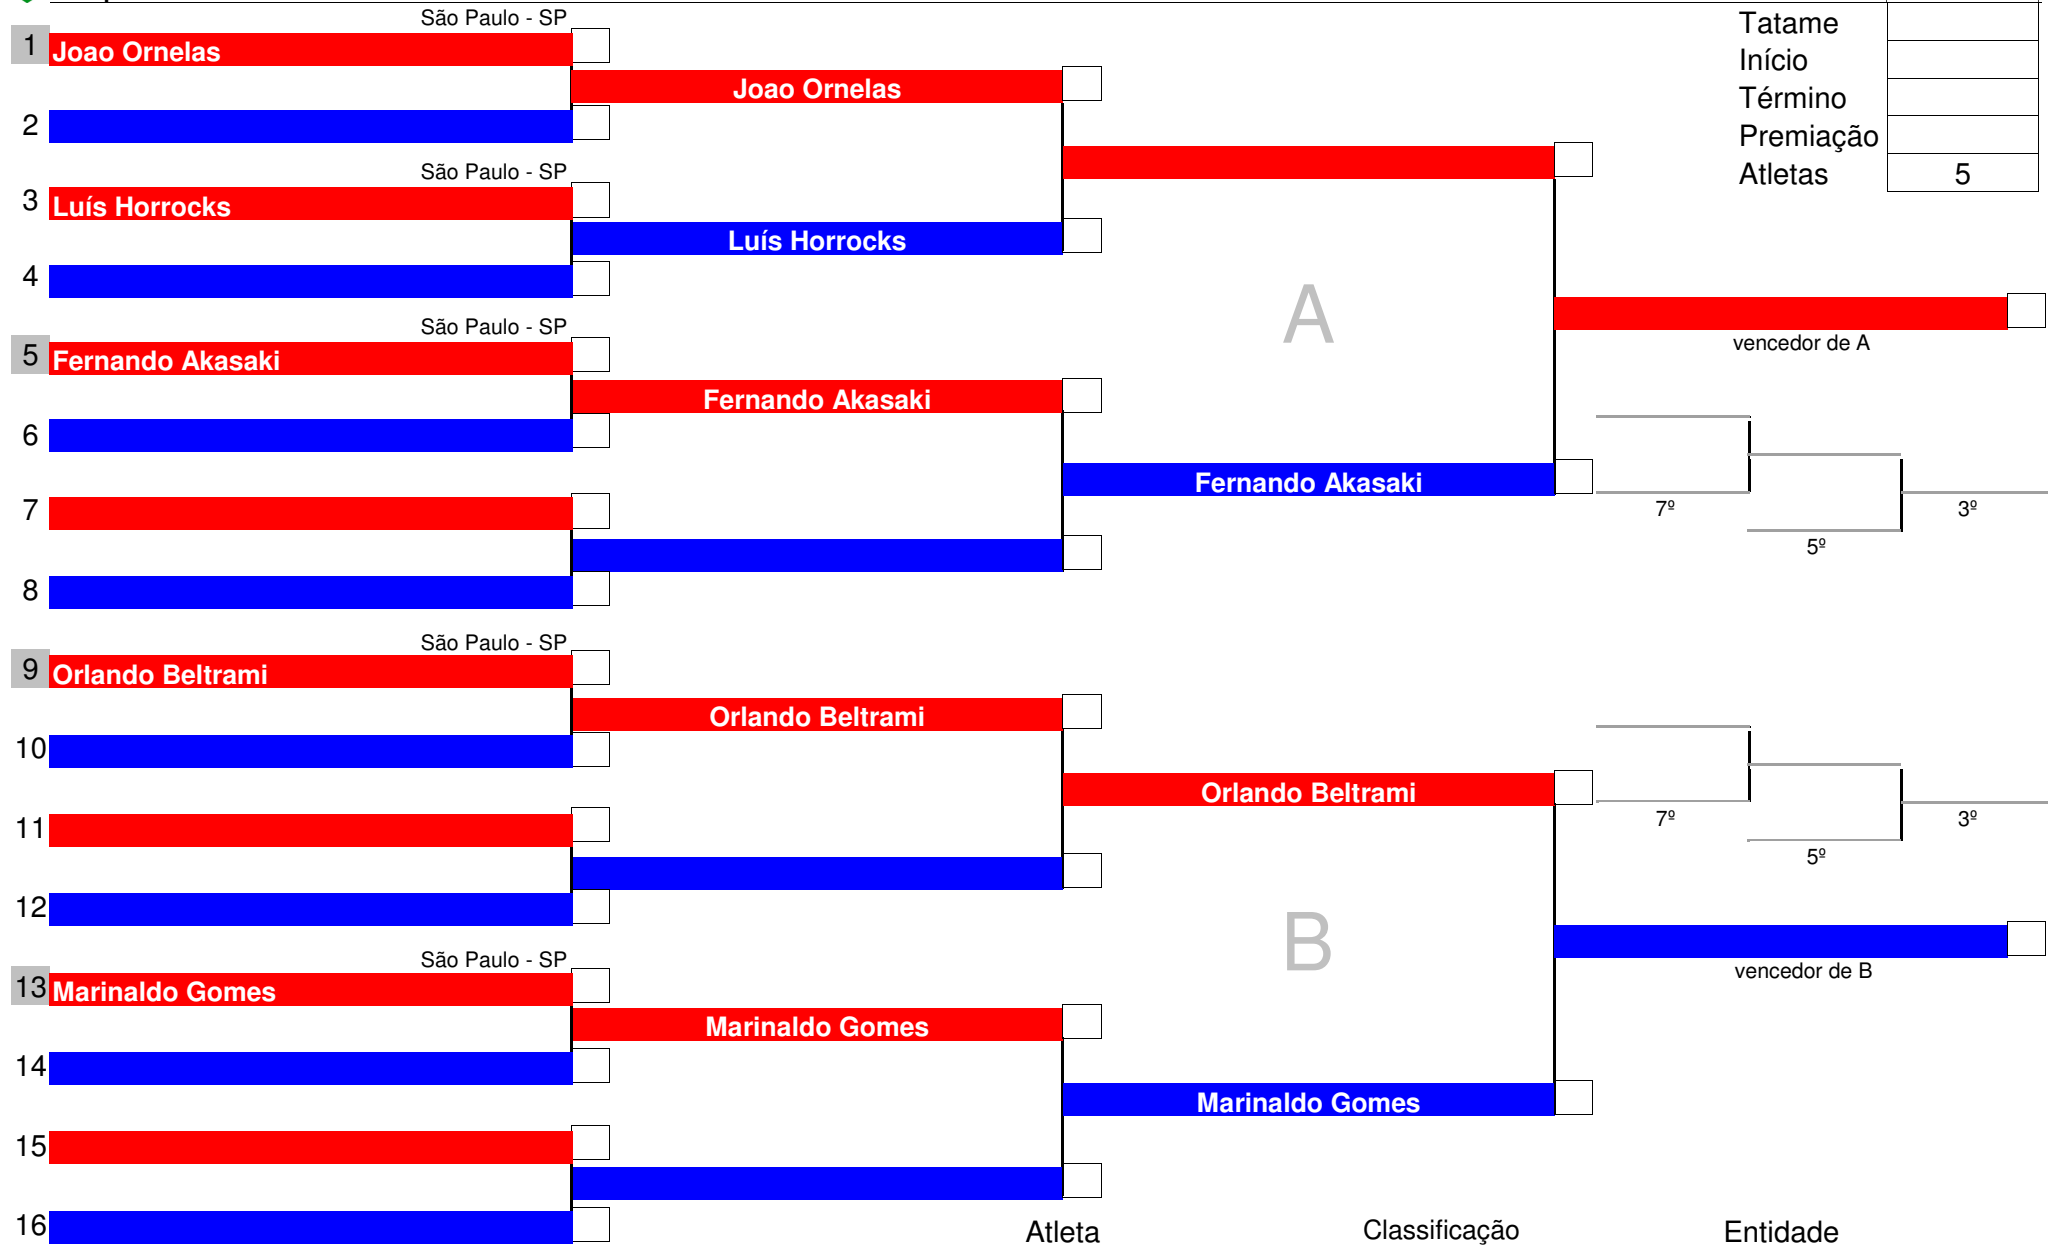 São Paulo - SP
Tatame
1 Joao Ornelas
Início
Joao Ornelas
Término
2
Premiação
São Paulo - SP
Atletas 5
3 Luís Horrocks
Luís Horrocks
4
A
São Paulo - SP
vencedor de A
5 Fernando Akasaki
Fernando Akasaki
6
Fernando Akasaki
7
7º 3º
5º
8
São Paulo - SP
9 Orlando Beltrami
Orlando Beltrami
10
Orlando Beltrami
11
7º 3º
5º
12
B
São Paulo - SP
vencedor de B
13 Marinaldo Gomes
Marinaldo Gomes
14
Marinaldo Gomes
15
16
Atleta Classificação Entidade